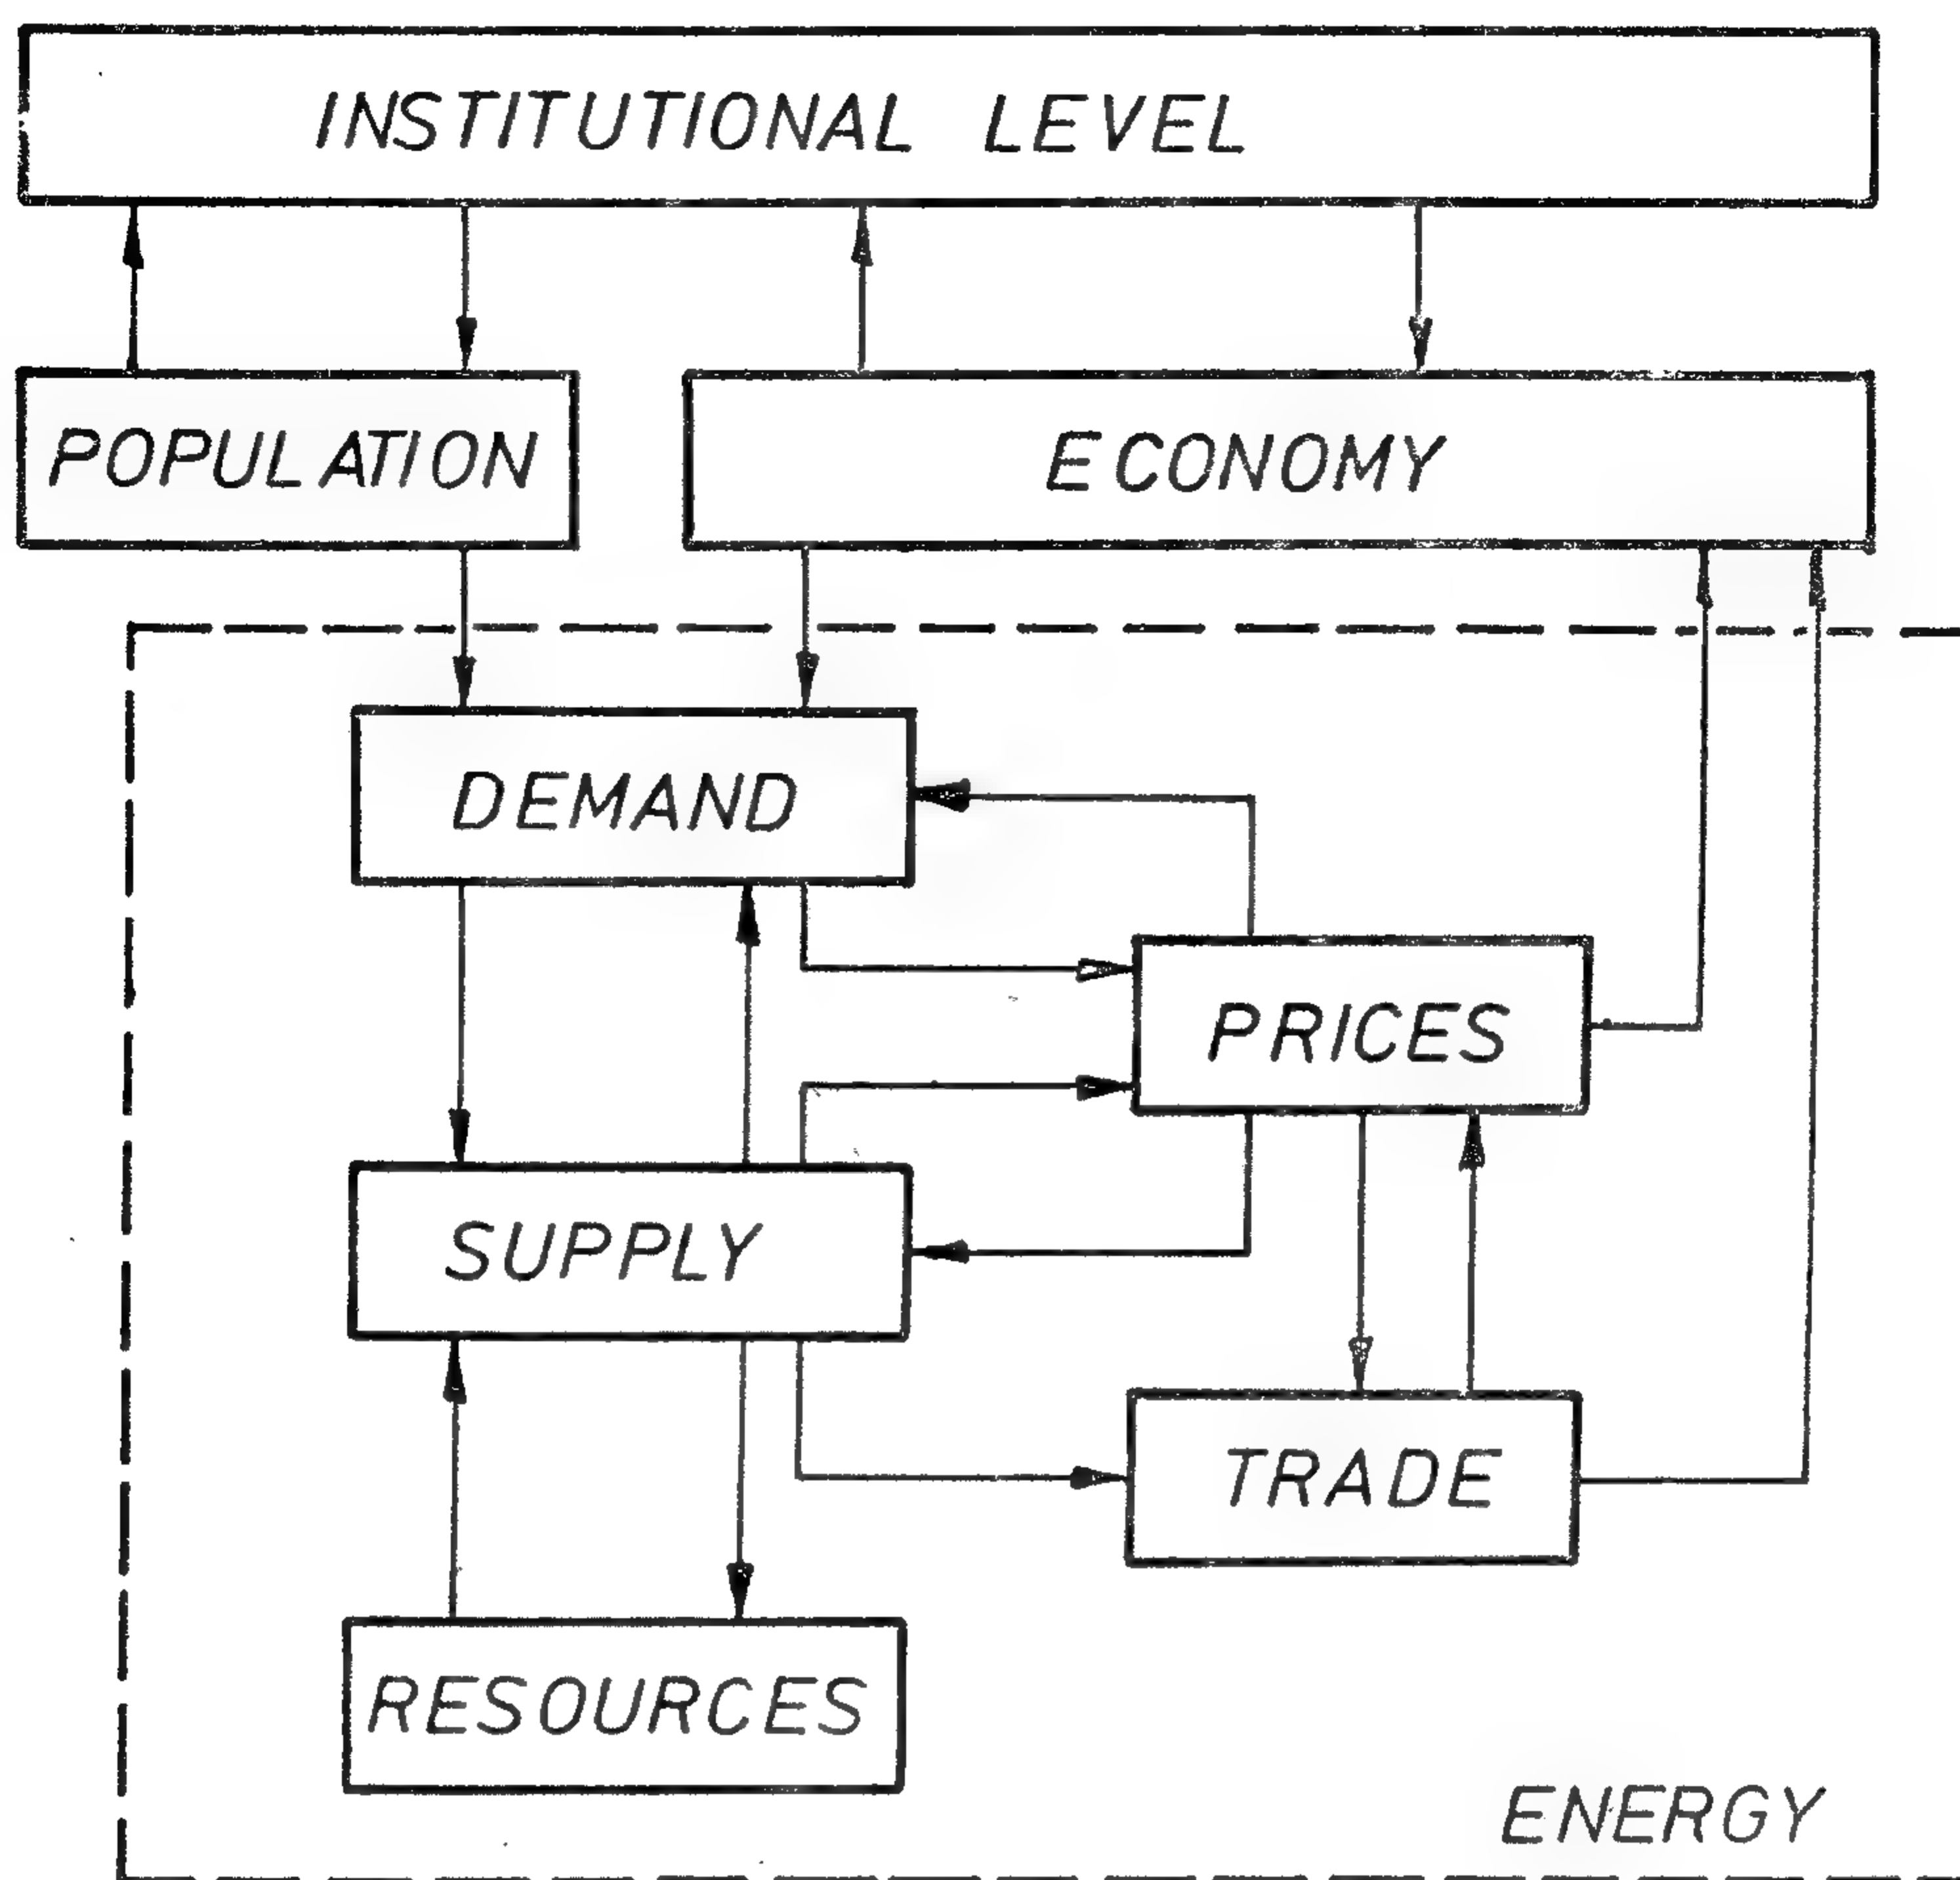 INSTITUTIONAL LEVEL
POPULATION
ECONOMY
DEMAND
PRICES
SUPPLY
TRADE
RESOURCES
ENERGY